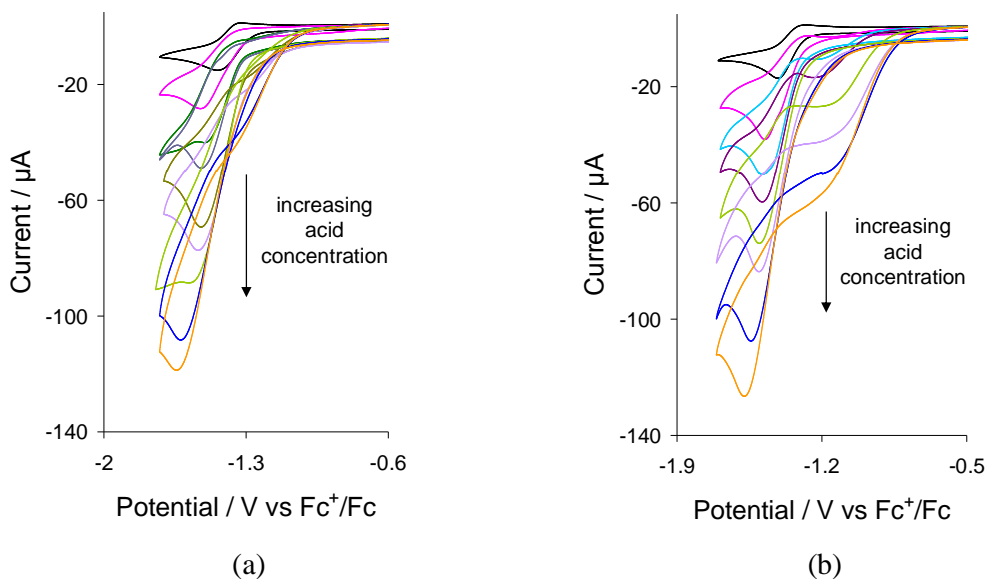 -20
-60
-100
-140
-2
-1.3
-0.6
Current / µA
increasing
acid
concentration
Potential / V vs Fc⁺/Fc
(a)
-20
-60
-100
-140
-1.9
-1.2
-0.5
Current / µA
increasing
acid
concentration
Potential / V vs Fc⁺/Fc
(b)